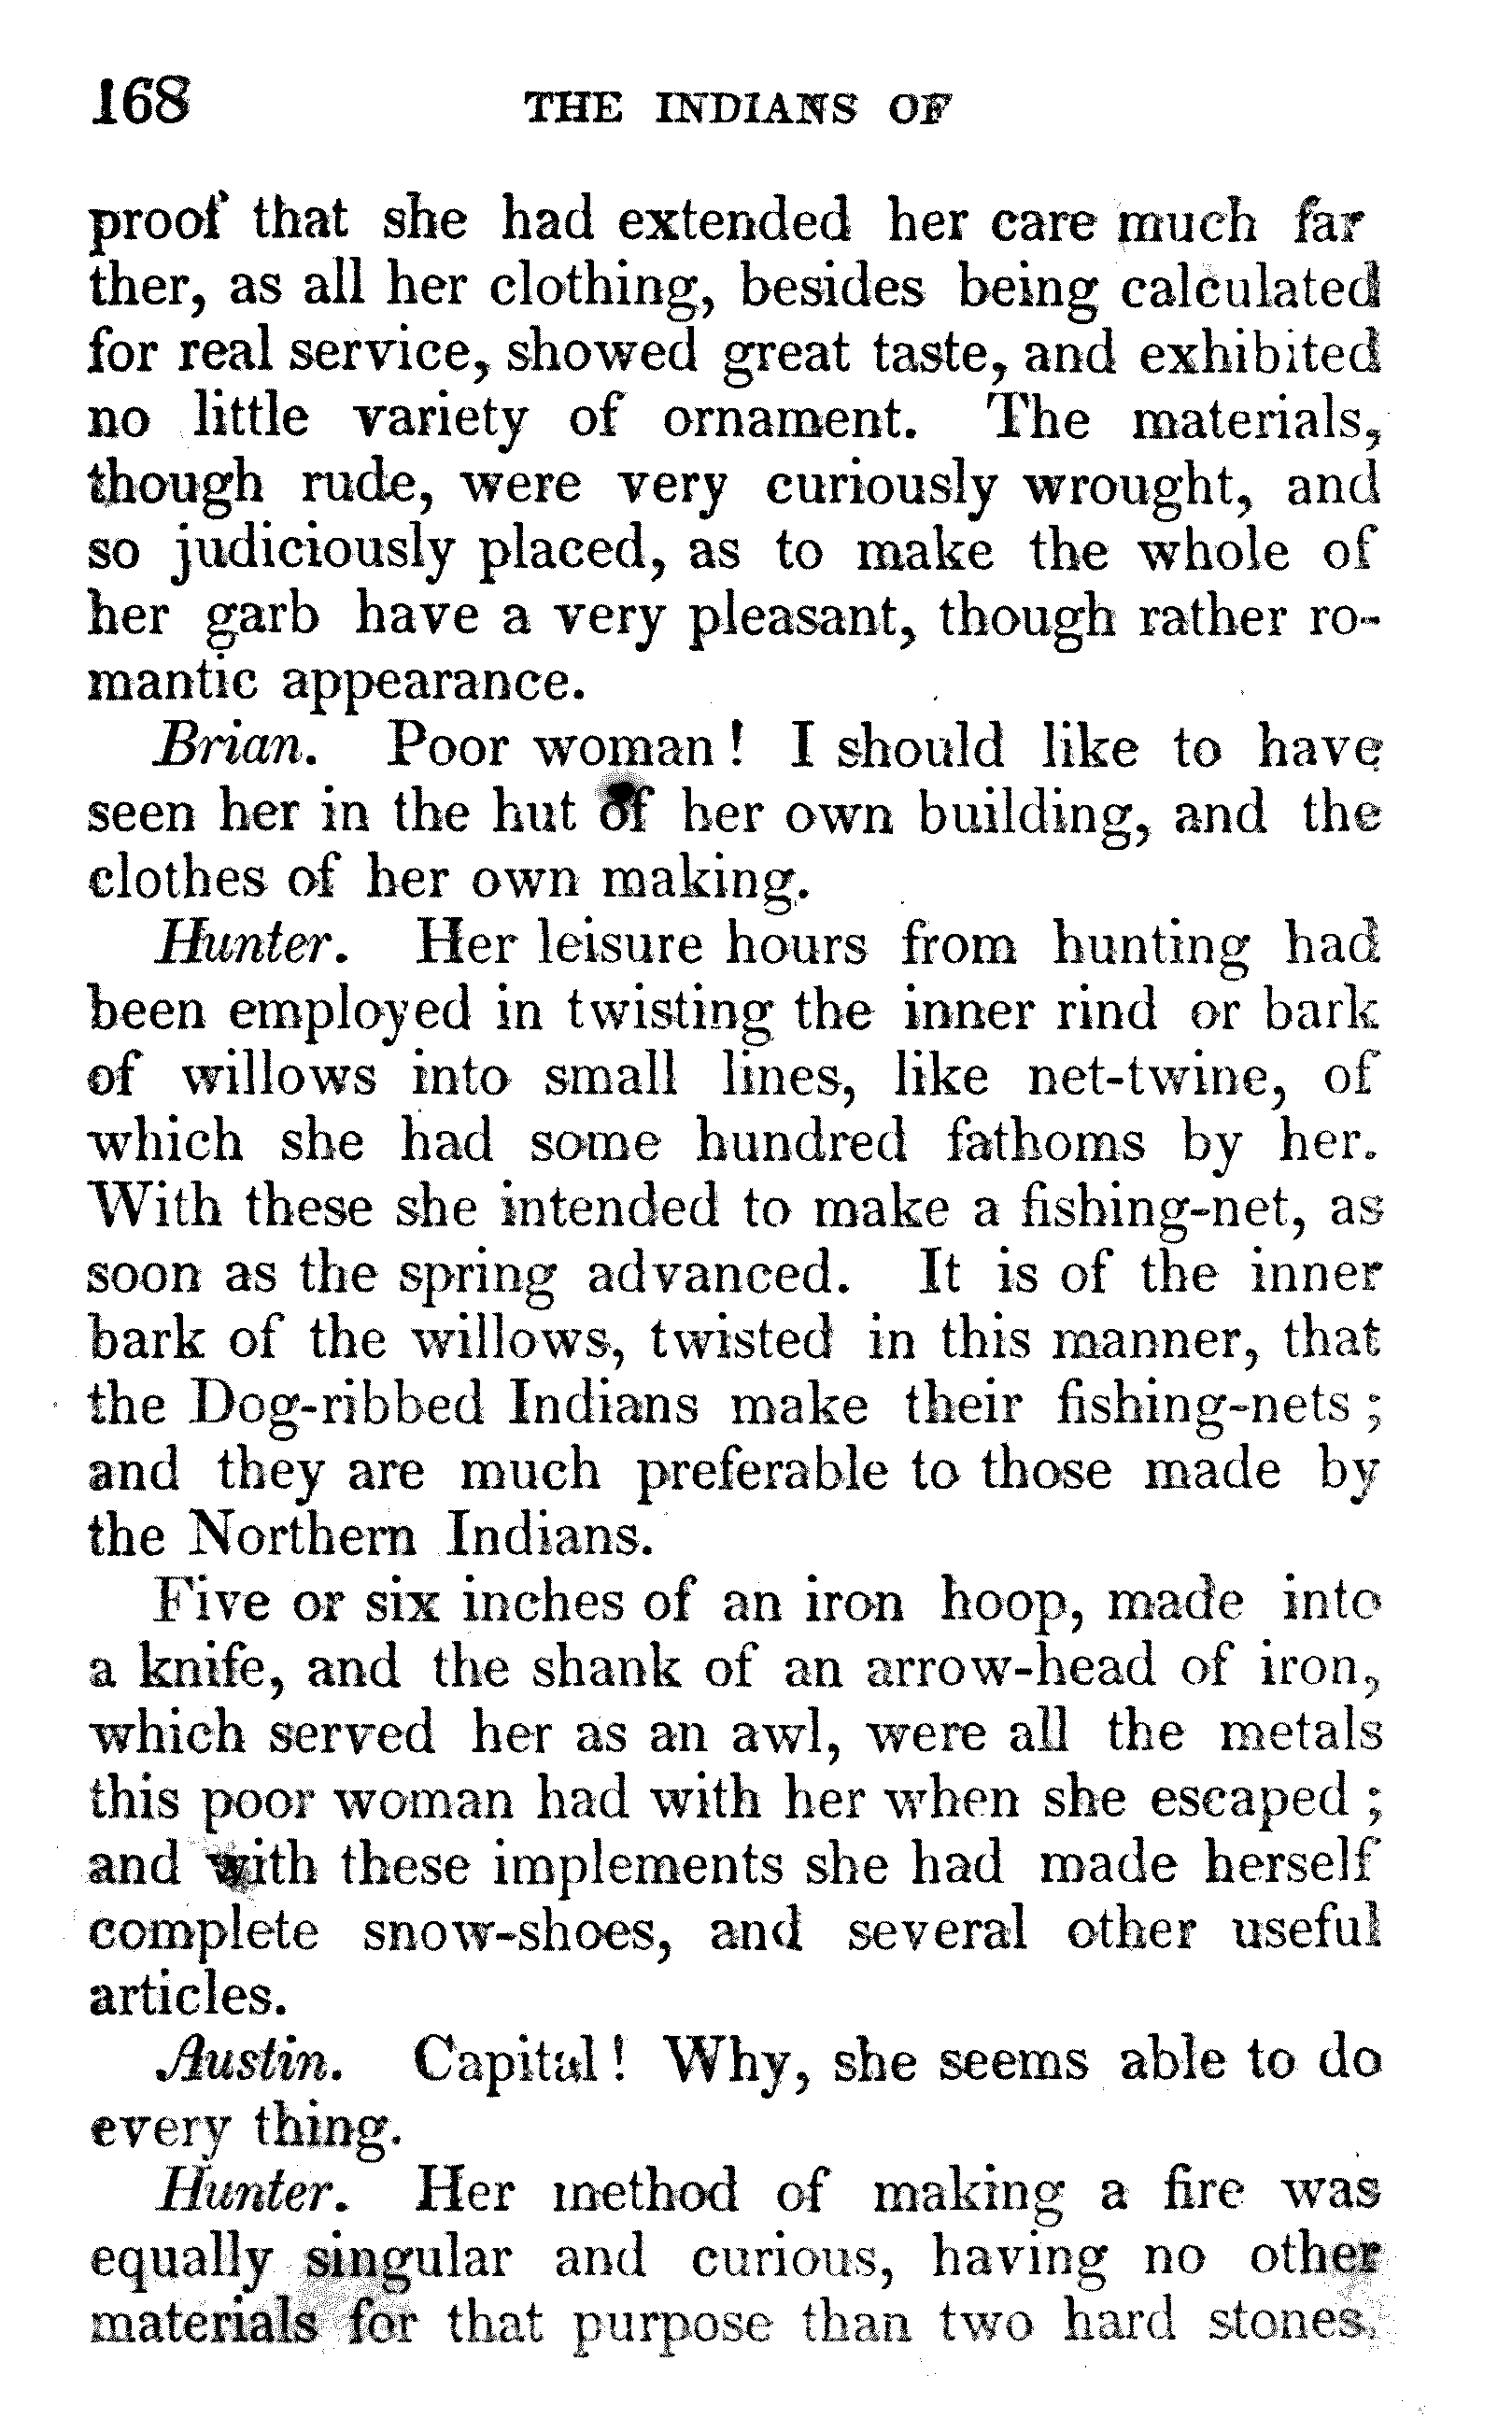 168 THE INDIANS OF
proof that she had extended her care much far
ther, as all her clothing, besides being calculated
for real service, showed great taste, and exhibited
no little variety of ornament. The materials,
though rude, were very curiously wrought, and
so judiciously placed, as to make the whole of
her garb have a very pleasant, though rather ro-
mantic appearance.
Brian. Poor woman! I should like to have
seen her in the hut of her own building, and the
clothes of her own making.
Hunter. Her leisure hours from hunting had
been employed in twisting the inner rind or bark
of willows into small lines, like net-twine, of
which she had some hundred fathoms by her.
With these she intended to make a fishing-net, as
soon as the spring advanced. It is of the inner
bark of the willows, twisted in this manner, that
the Dog-ribbed Indians make their fishing-nets;
and they are much preferable to those made by
the Northern Indians.
Five or six inches of an iron hoop, made into
a knife, and the shank of an arrow-head of iron,
which served her as an awl, were all the metals
this poor woman had with her when she escaped;
and with these implements she had made herself
complete snow-shoes, and several other useful
articles.
Austin. Capital! Why, she seems able to do
every thing.
Hunter. Her method of making a fire was
equally singular and curious, having no other
materials for that purpose than two hard stones.